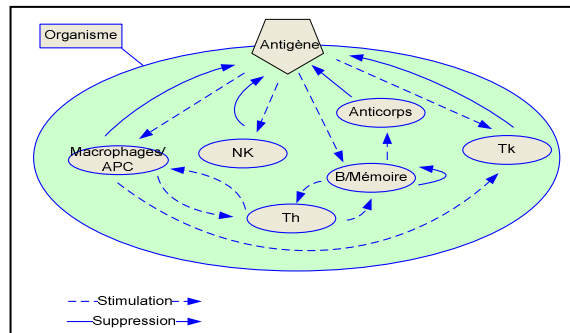 Organisme
Antigène
Anticorps
Macrophages/
APC
NK
Tk
B/Mémoire
Th
Stimulation
Suppression